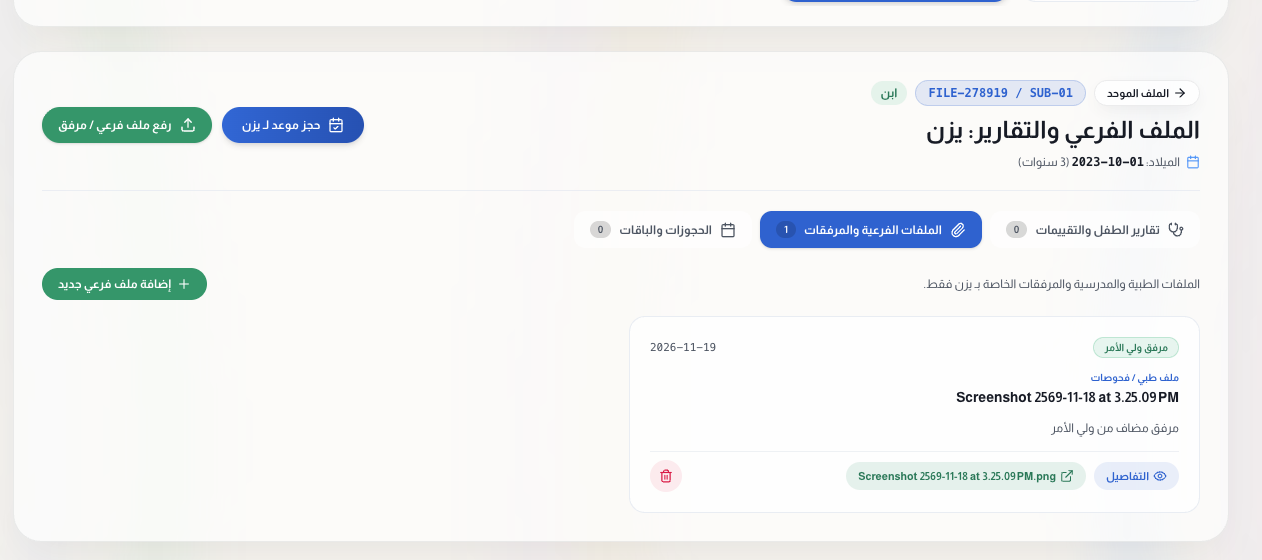 الملف الموحد FILE-278919 / SUB-01 ابن
الملف الفرعي والتقارير: يزن
الميلاد: 2023-10-01 (3 سنوات)
حجز موعد لـ يزن رفع ملف فرعي / مرفق
تقارير الطفل والتقييمات 0 الملفات الفرعية والمرفقات 1 الحجوزات والباقات 0
الملفات الطبية والمدرسية والمرفقات الخاصة بـ يزن فقط. إضافة ملف فرعي جديد
مرفق ولي الأمر 2026-11-19
ملف طبي / فحوصات
Screenshot 2569-11-18 at 3.25.09 PM
مرفق مضاف من ولي الأمر
التفاصيل Screenshot 2569-11-18 at 3.25.09 PM.png